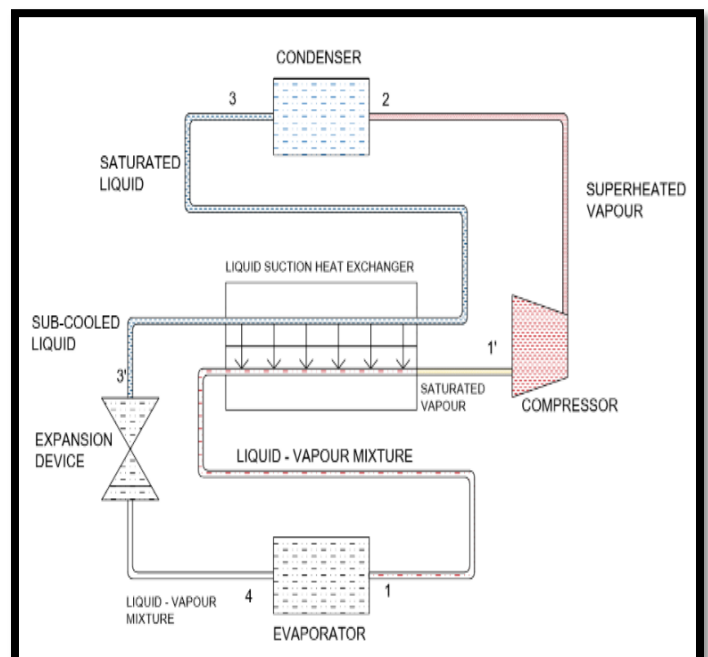 CONDENSER
3
2
SATURATED
LIQUID
SUPERHEATED
VAPOUR
LIQUID SUCTION HEAT EXCHANGER
SUB-COOLED
LIQUID
3'
1'
SATURATED
VAPOUR
COMPRESSOR
EXPANSION
DEVICE
LIQUID - VAPOUR MIXTURE
LIQUID - VAPOUR
MIXTURE
4
1
EVAPORATOR